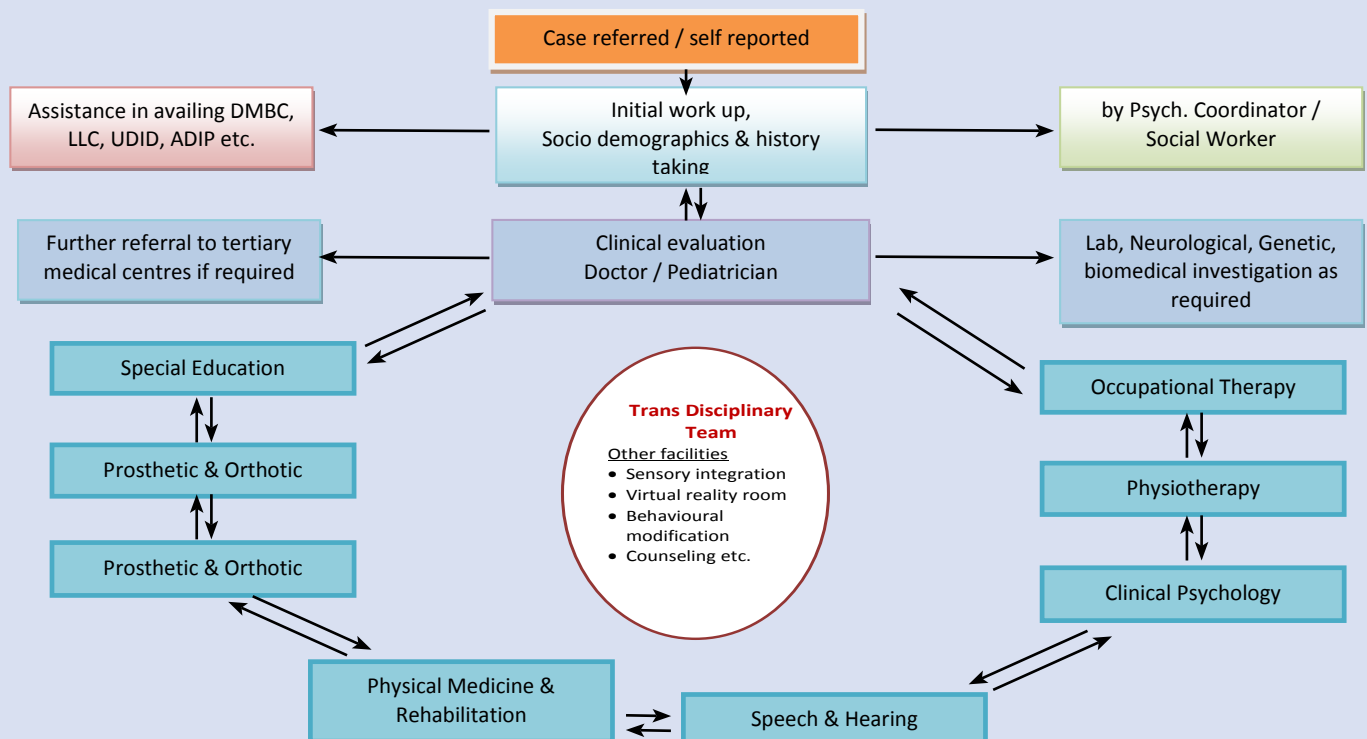 Case referred / self reported
Assistance in availing DMBC,
LLC, UDID, ADIP etc.
Initial work up,
Socio demographics & history
taking
by Psych. Coordinator /
Social Worker
Further referral to tertiary
medical centres if required
Clinical evaluation
Doctor / Pediatrician
Lab, Neurological, Genetic,
biomedical investigation as
required
Special Education
Prosthetic & Orthotic
Prosthetic & Orthotic
Trans Disciplinary
Team
Other facilities
• Sensory integration
• Virtual reality room
• Behavioural
modification
• Counseling etc.
Occupational Therapy
Physiotherapy
Clinical Psychology
Physical Medicine &
Rehabilitation
Speech & Hearing